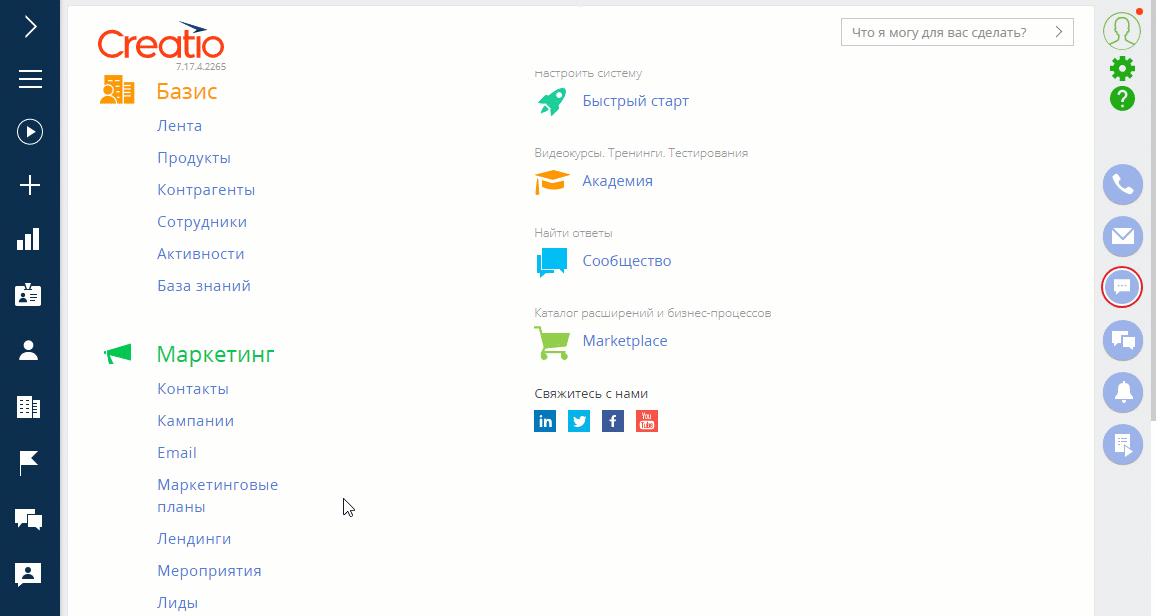 Creatio
7.17.4.2265
Что я могу для вас сделать?
Базис
Лента
Продукты
Контрагенты
Сотрудники
Активности
База знаний
Маркетинг
Контакты
Кампании
Email
Маркетинговые
планы
Лендинги
Мероприятия
Лиды
Настроить систему
Быстрый старт
Видеокурсы. Тренинги. Тестирования
Академия
Найти ответы
Сообщество
Каталог расширений и бизнес-процессов
Marketplace
Свяжитесь с нами
in
f
You
Tube
?